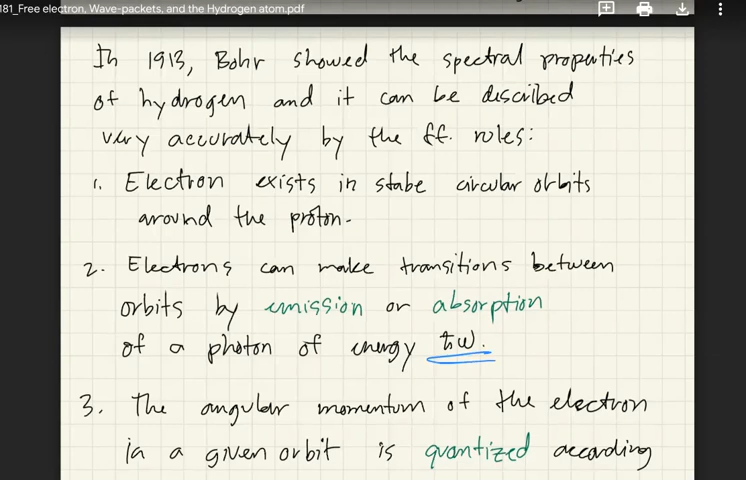 181_Free electron, Wave-packets, and the Hydrogen atom.pdf
In 1913, Bohr showed the spectral properties
of hydrogen and it can be described
very accurately by the ff. rules:
1. Electron exists in stabe circular orbits
around the proton.
2. Electrons can make transitions between
orbits by emission or absorption
of a photon of energy ħω.
3. The angular momentum of the electron
in a given orbit is quantized according